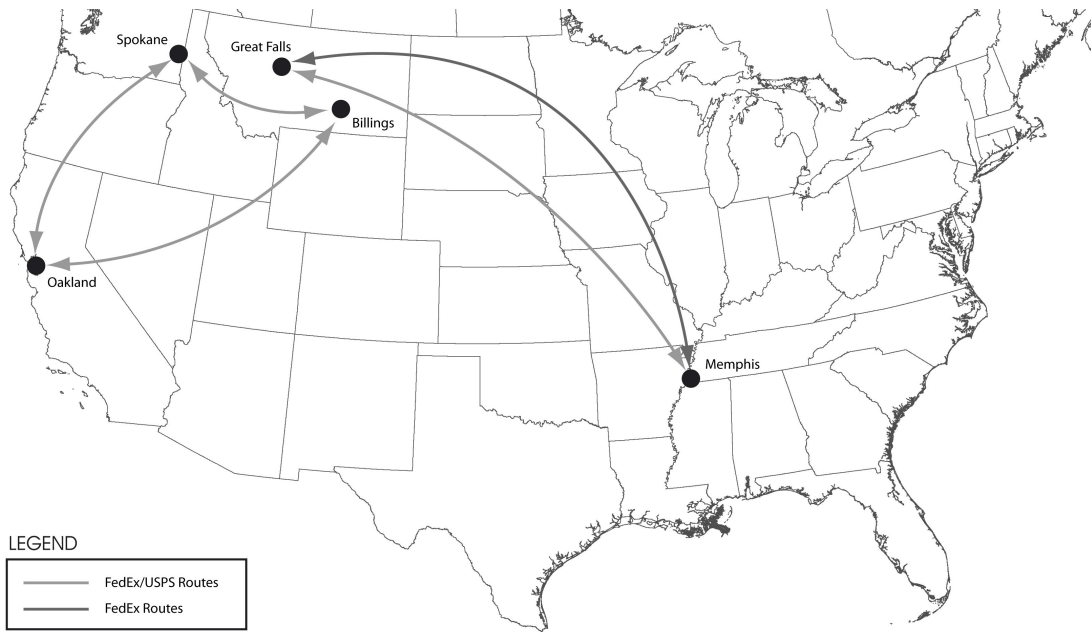 Spokane
Great Falls
Billings
Oakland
Memphis
LEGEND
FedEx/USPS Routes
FedEx Routes